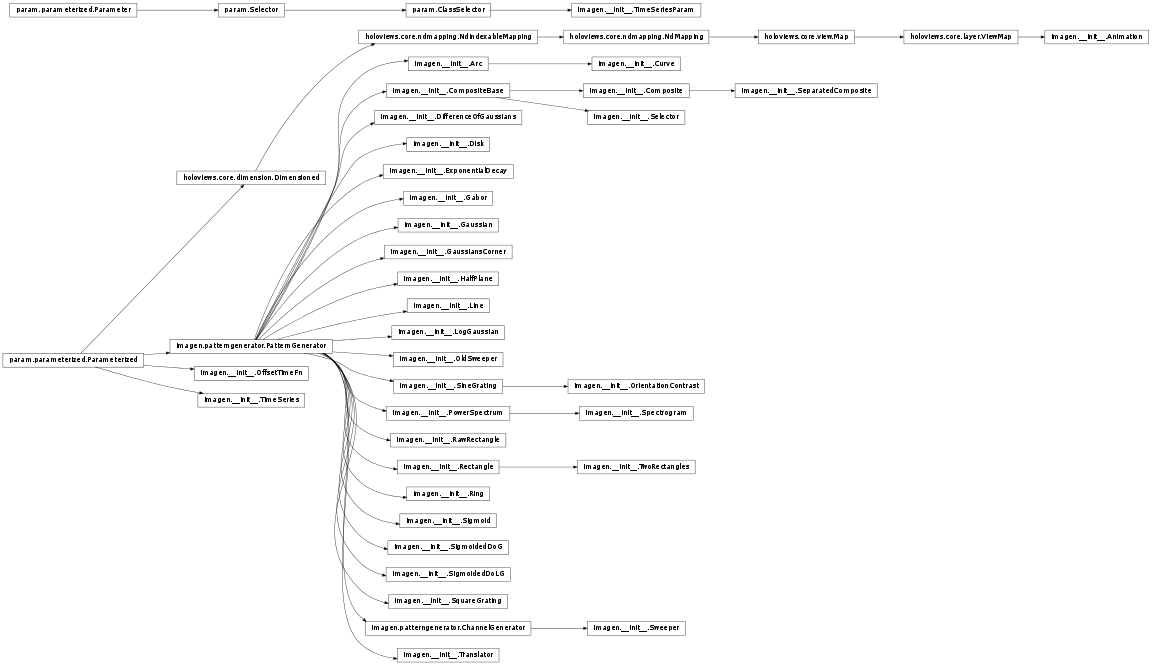 param.parameterized.Parameter
param.Selector
param.ClassSelector
imagen.__init__.TimeSeriesParam
holoviews.core.ndmapping.NdIndexableMapping
holoviews.core.ndmapping.NdMapping
holoviews.core.view.Map
holoviews.core.layer.ViewMap
imagen.__init__.Animation
imagen.__init__.Arc
imagen.__init__.Curve
imagen.__init__.CompositeBase
imagen.__init__.Composite
imagen.__init__.SeparatedComposite
imagen.__init__.DifferenceOfGaussians
imagen.__init__.Selector
imagen.__init__.Disk
imagen.__init__.ExponentialDecay
holoviews.core.dimension.Dimensioned
imagen.__init__.Gabor
imagen.__init__.Gaussian
imagen.__init__.GaussiansCorner
imagen.__init__.HalfPlane
imagen.__init__.Line
imagen.__init__.LogGaussian
imagen.patterngenerator.PatternGenerator
param.parameterized.Parameterized
imagen.__init__.OldSweeper
imagen.__init__.OffsetTimeFn
imagen.__init__.SineGrating
imagen.__init__.OrientationContrast
imagen.__init__.TimeSeries
imagen.__init__.PowerSpectrum
imagen.__init__.Spectrogram
imagen.__init__.RawRectangle
imagen.__init__.Rectangle
imagen.__init__.TwoRectangles
imagen.__init__.Ring
imagen.__init__.Sigmoid
imagen.__init__.SigmoidedDoG
imagen.__init__.SigmoidedDoLG
imagen.__init__.SquareGrating
imagen.patterngenerator.ChannelGenerator
imagen.__init__.Sweeper
imagen.__init__.Translator